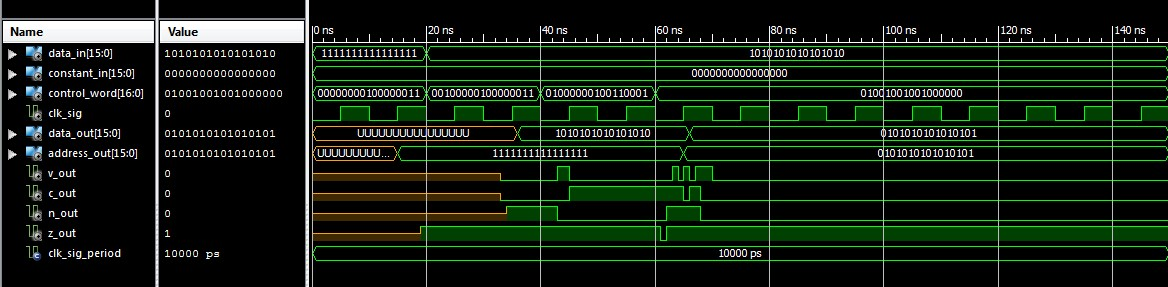 Name Value 0 ns 20 ns 40 ns 60 ns 80 ns 100 ns 120 ns 140 ns
data_in[15:0] 1010101010101010 1111111111111111 1010101010101010
constant_in[15:0] 0000000000000000 0000000000000000
control_word[16:0] 01001001001000000 00000000100000011 00100000100000011 01000000100110001 01001001001000000
clk_sig 0
data_out[15:0] 0101010101010101 UUUUUUUUUUUUUUUU 1010101010101010 0101010101010101
address_out[15:0] 0101010101010101 UUUUUUUUU... 1111111111111111 0101010101010101
v_out 0
c_out 0
n_out 0
z_out 1
clk_sig_period 10000 ps 10000 ps